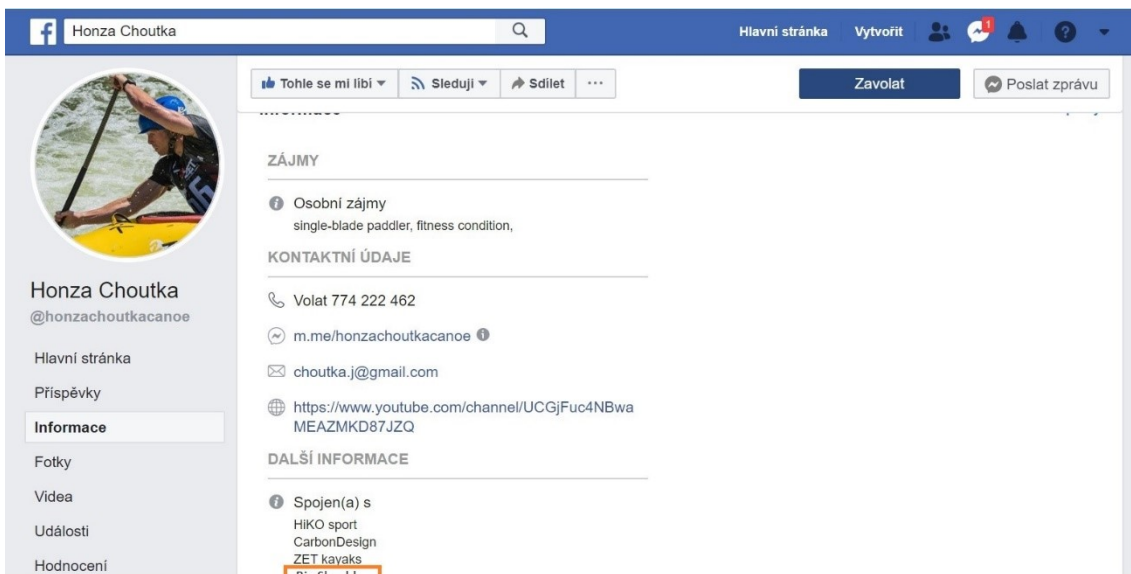 Honza Choutka
Hlavní stránka Vytvořit 1
Tohle se mi líbí Sleduji Sdílet ...
Zavolat Poslat zprávu
ZÁJMY
Osobní zájmy
single-blade paddler, fitness condition,
KONTAKTNÍ ÚDAJE
Volat 774 222 462
m.me/honzachoutkacanoe
choutka.j@gmail.com
https://www.youtube.com/channel/UCGjFuc4NBwa
MEAZMKD87JZQ
DALŠÍ INFORMACE
Spojen(a) s
HiKO sport
CarbonDesign
ZET kayaks
Honza Choutka
@honzachoutkacanoe
Hlavní stránka
Příspěvky
Informace
Fotky
Videa
Události
Hodnocení